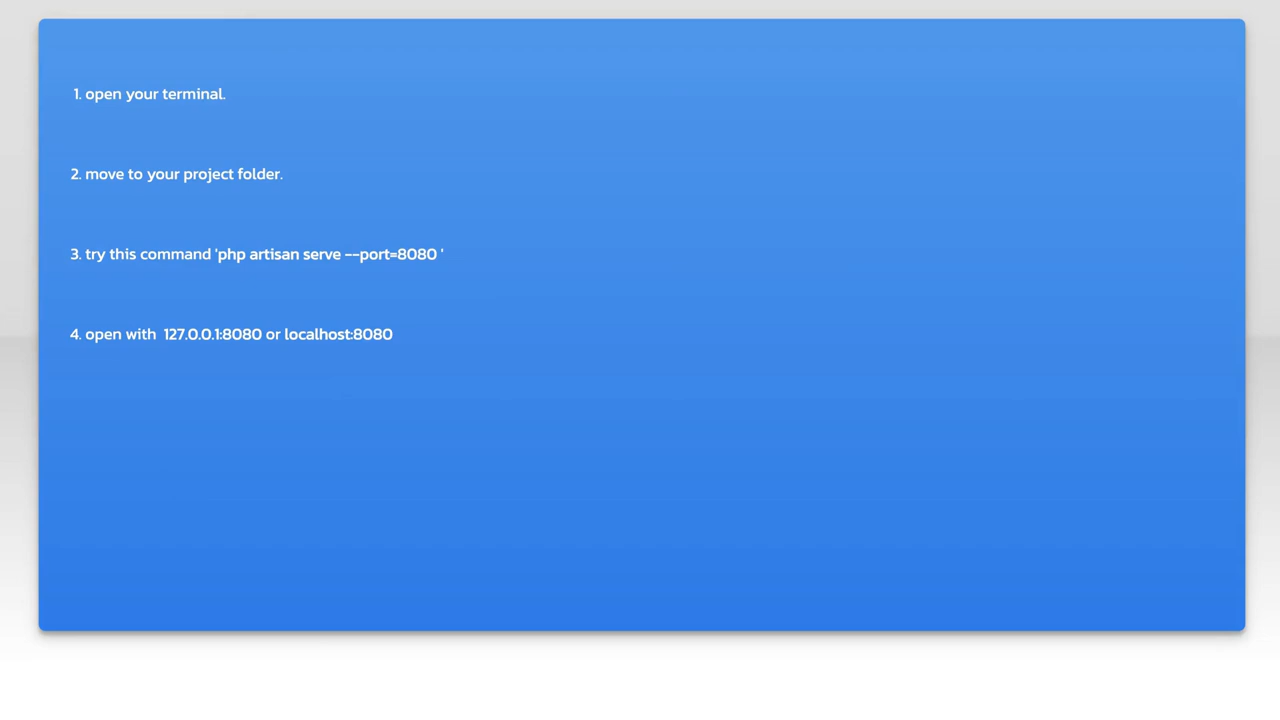 1. open your terminal.
2. move to your project folder.
3. try this command 'php artisan serve --port=8080 '
4. open with  127.0.0.1:8080 or localhost:8080